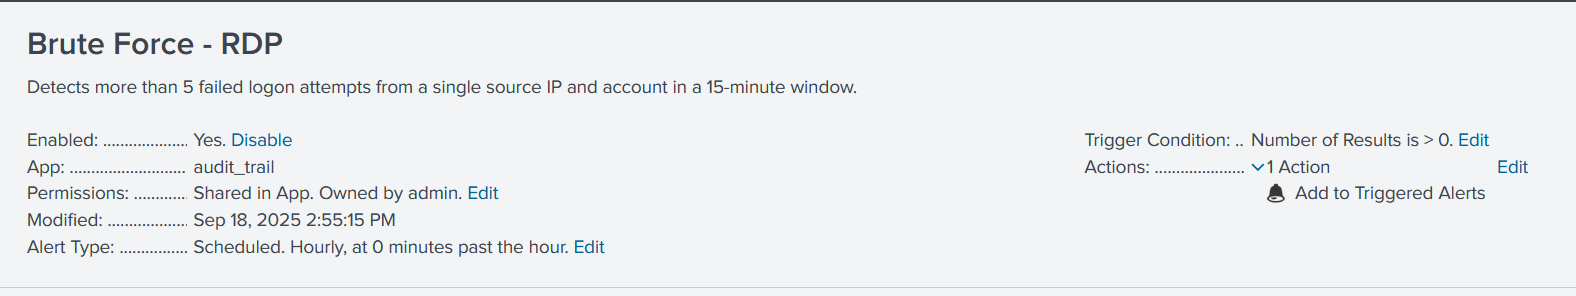 Brute Force - RDP
Detects more than 5 failed logon attempts from a single source IP and account in a 15-minute window.
Enabled: .................... Yes. Disable
App: ........................... audit_trail
Permissions: ............. Shared in App. Owned by admin. Edit
Modified: ................... Sep 18, 2025 2:55:15 PM
Alert Type: ................ Scheduled. Hourly, at 0 minutes past the hour. Edit
Trigger Condition: .. Number of Results is > 0. Edit
Actions: ..................... 1 Action Edit
Add to Triggered Alerts